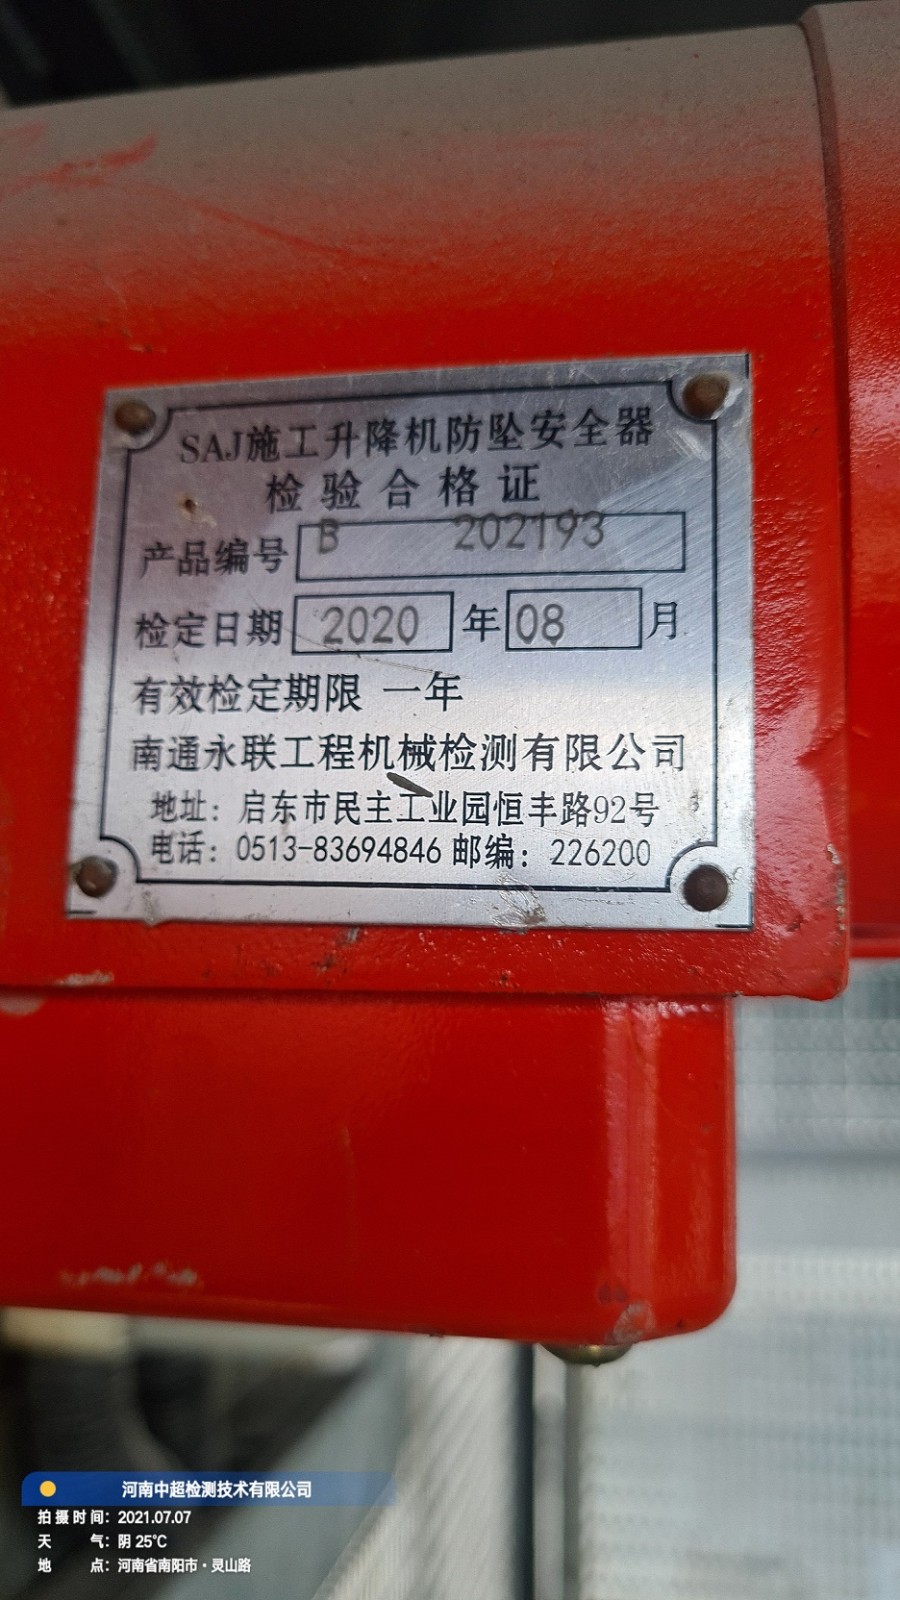 SAJ施工升降机防坠安全器
检验合格证
产品编号 B 202193
检定日期 2020 年 08 月
有效检定期限 一年
南通永联工程机械检测有限公司
地址：启东市民主工业园恒丰路92号
电话：0513-83694846 邮编：226200
河南中超检测技术有限公司
拍摄时间：2021.07.07
天气：阴 25℃
地点：河南省南阳市·灵山路